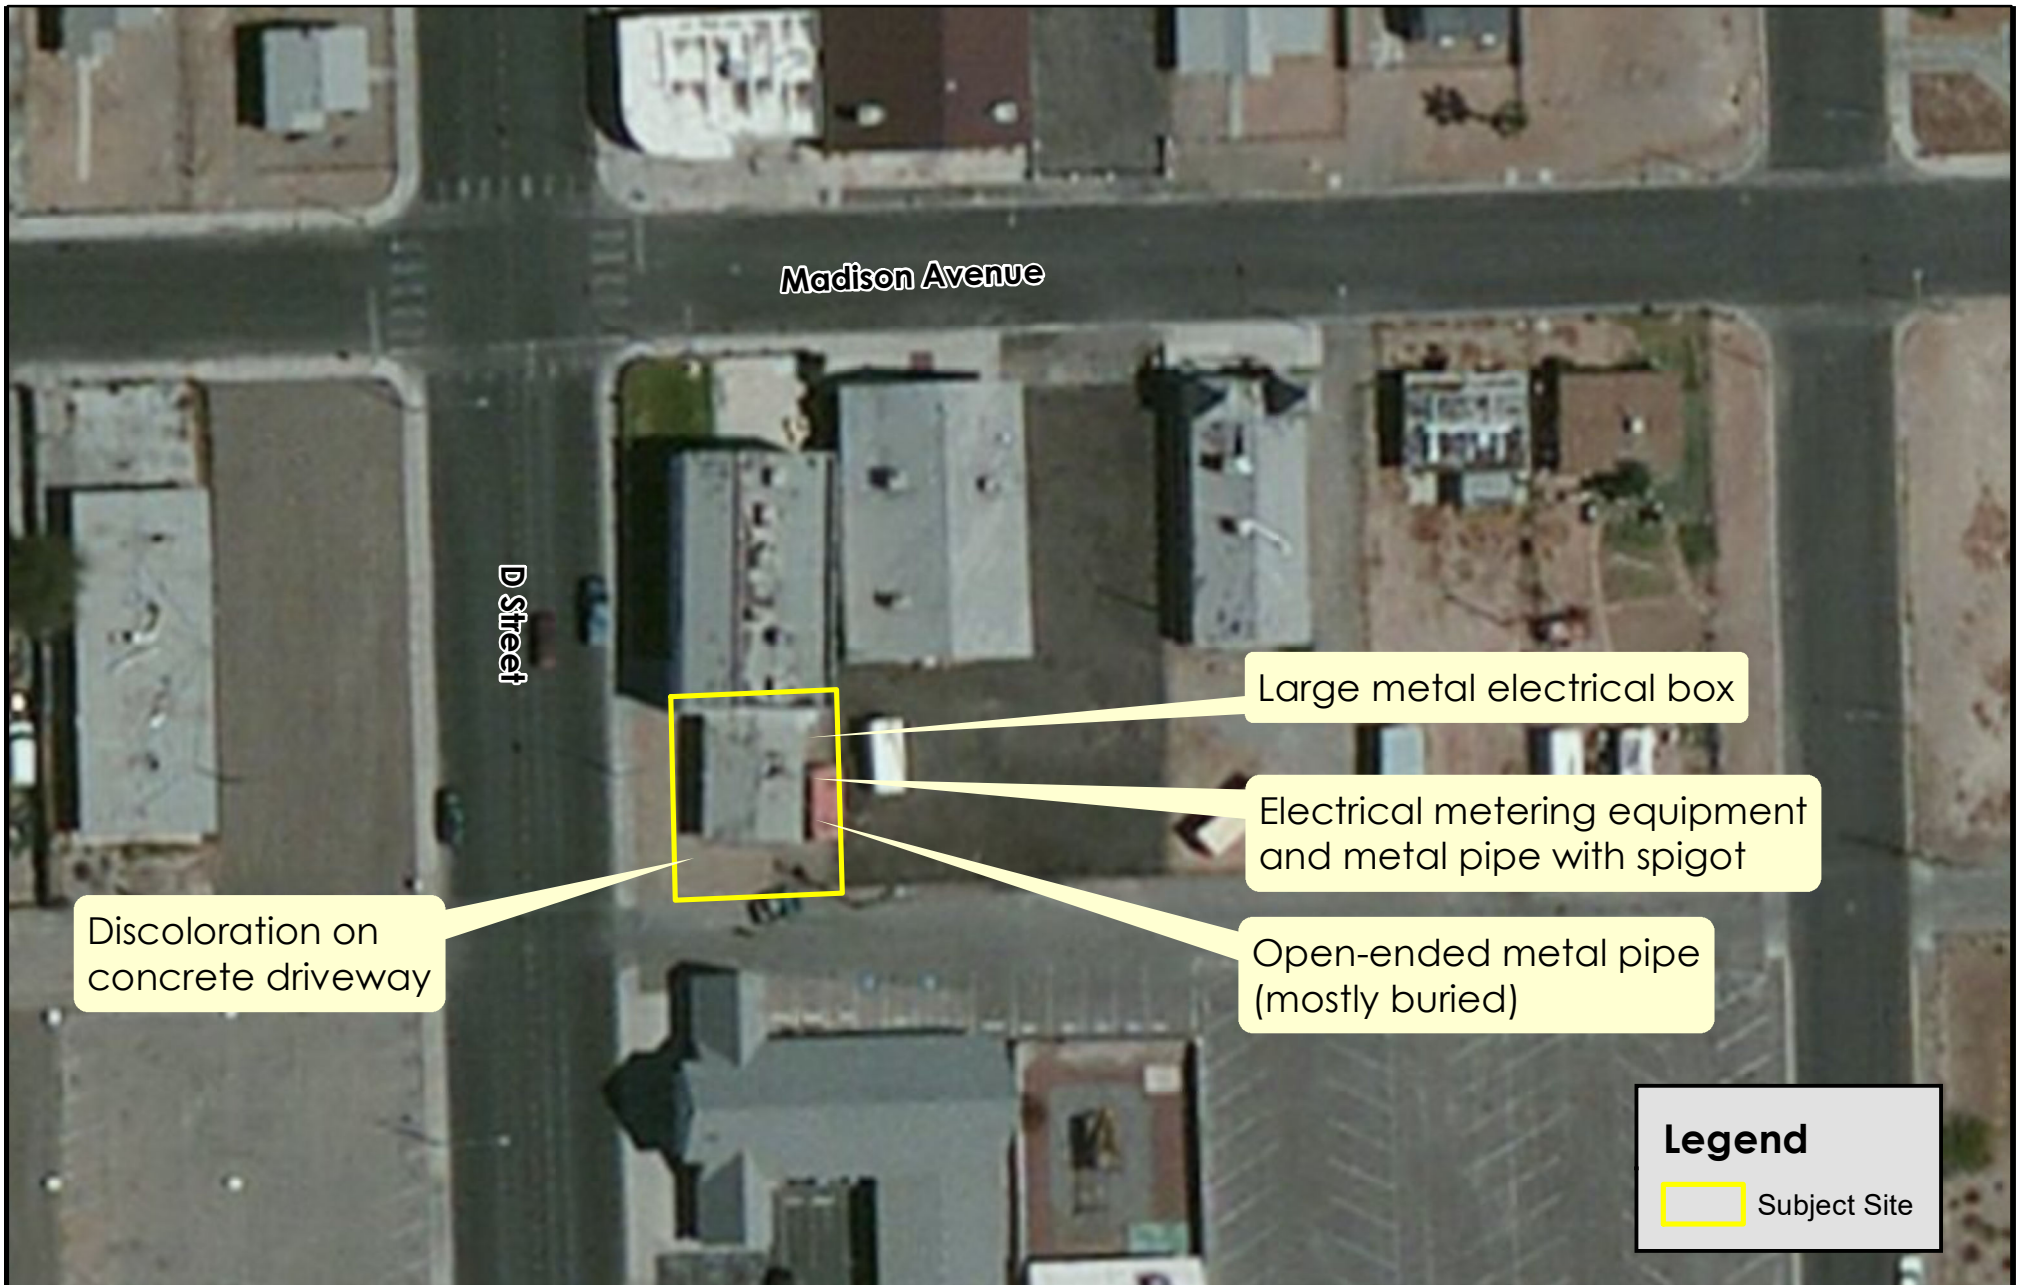 Madison Avenue
D Street
Large metal electrical box
Electrical metering equipment
and metal pipe with spigot
Discoloration on
concrete driveway
Open-ended metal pipe
(mostly buried)
Legend
Subject Site